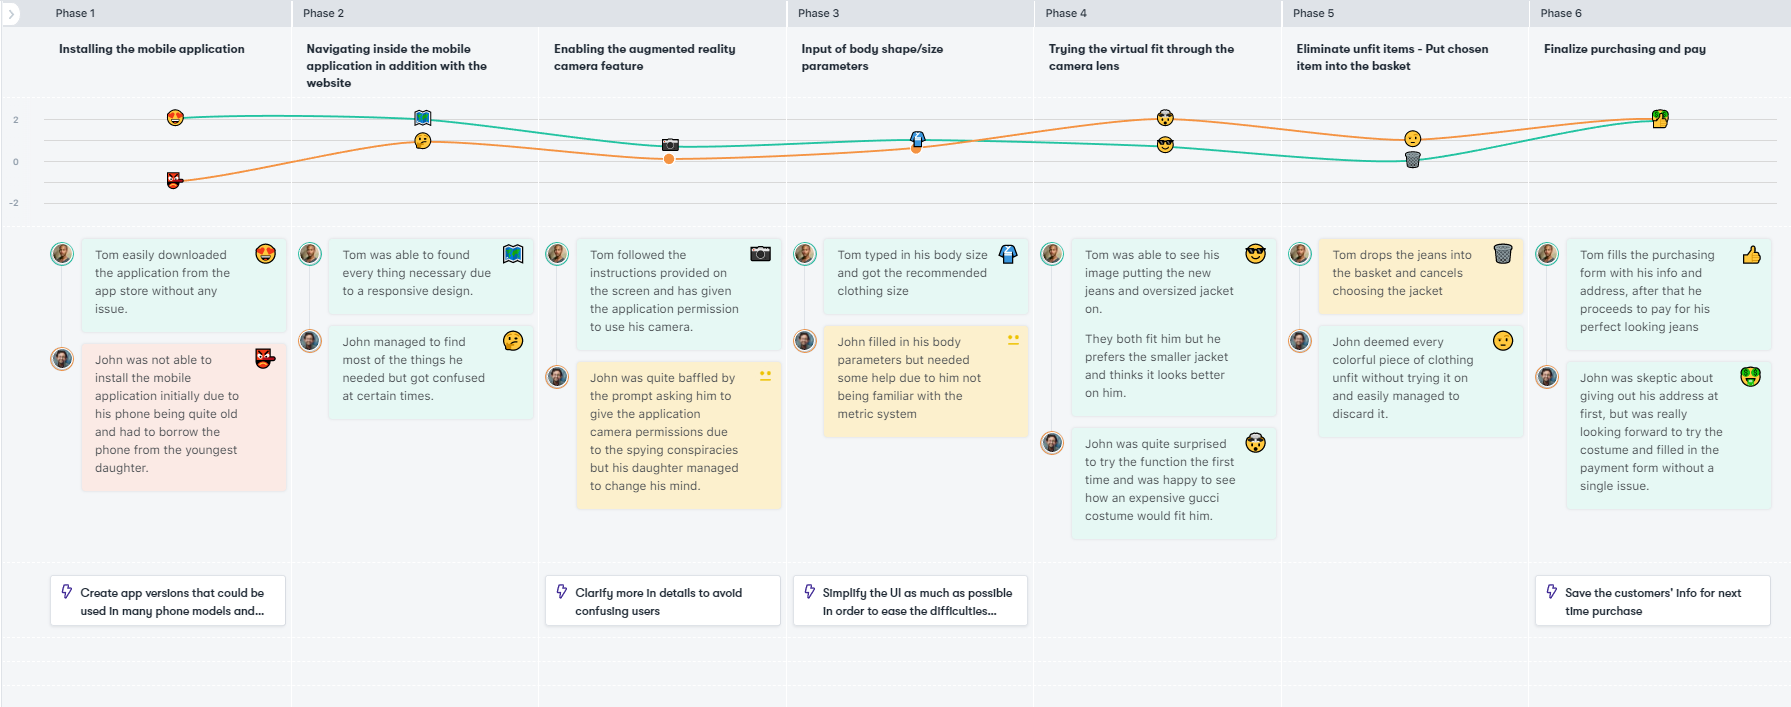 Phase 1
Phase 2
Phase 3
Phase 4
Phase 5
Phase 6
Installing the mobile application
Navigating inside the mobile
application in addition with the
website
Enabling the augmented reality
camera feature
Input of body shape/size
parameters
Trying the virtual fit through the
camera lens
Eliminate unfit items - Put chosen
item into the basket
Finalize purchasing and pay
2
0
-2
Tom easily downloaded
the application from the
app store without any
issue.
John was not able to
install the mobile
application initially due to
his phone being quite old
and had to borrow the
phone from the youngest
daughter.
Tom was able to found
every thing necessary due
to a responsive design.
John managed to find
most of the things he
needed but got confused
at certain times.
Tom followed the
instructions provided on
the screen and has given
the application permission
to use his camera.
John was quite baffled by
the prompt asking him to
give the application
camera permissions due
to the spying conspiracies
but his daughter managed
to change his mind.
Tom typed in his body size
and got the recommended
clothing size
John filled in his body
parameters but needed
some help due to him not
being familiar with the
metric system
Tom was able to see his
image putting the new
jeans and oversized jacket
on.
They both fit him but he
prefers the smaller jacket
and thinks it looks better
on him.
John was quite surprised
to try the function the first
time and was happy to see
how an expensive gucci
costume would fit him.
Tom drops the jeans into
the basket and cancels
choosing the jacket
John deemed every
colorful piece of clothing
unfit without trying it on
and easily managed to
discard it.
Tom fills the purchasing
form with his info and
address, after that he
proceeds to pay for his
perfect looking jeans
John was skeptic about
giving out his address at
first, but was really
looking forward to try the
costume and filled in the
payment form without a
single issue.
Create app versions that could be
used in many phone models and...
Clarify more in details to avoid
confusing users
Simplify the UI as much as possible
in order to ease the difficulties...
Save the customers' info for next
time purchase